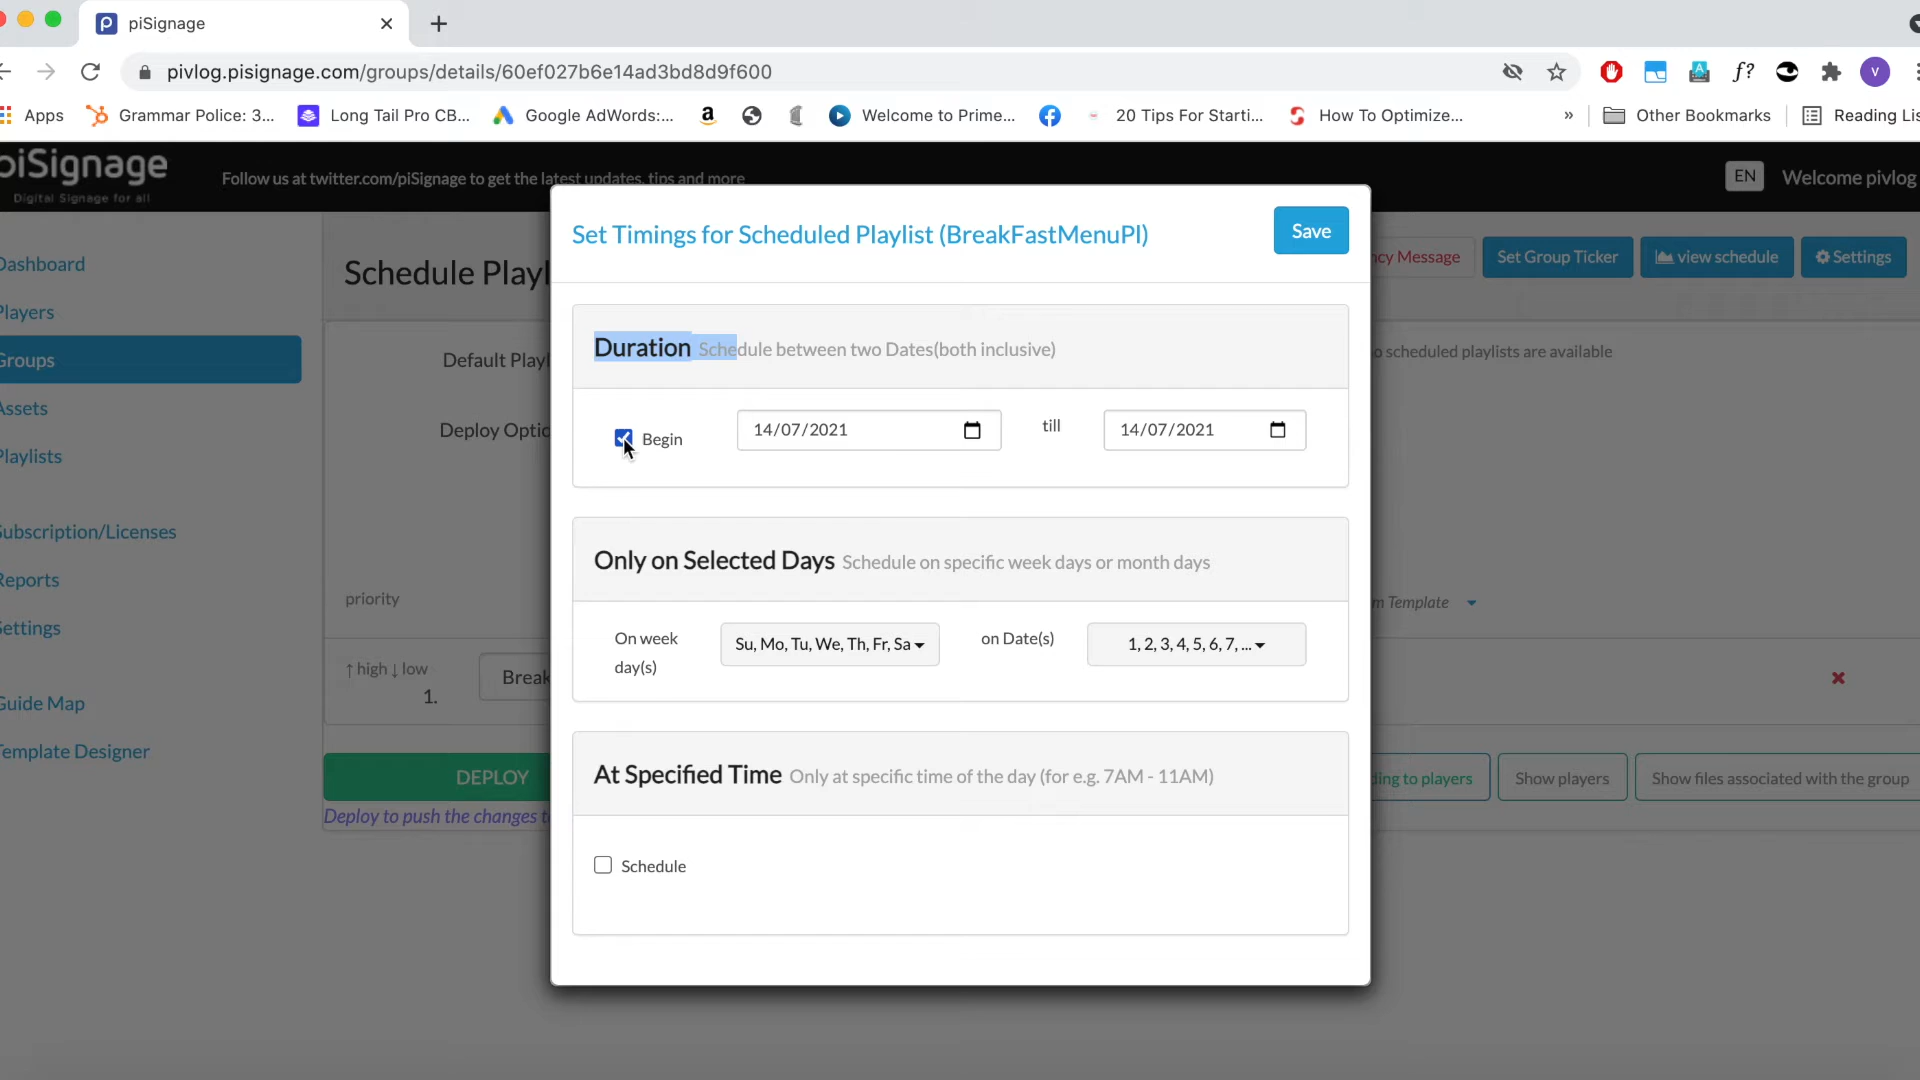 piSignage
pivlog.pisignage.com/groups/details/60ef027b6e14ad3bd8d9f600
f?
V
Apps
Grammar Police: 3...
Long Tail Pro CB...
Google AdWords:...
Welcome to Prime...
20 Tips For Starti...
How To Optimize...
»
Other Bookmarks
Reading Lis
piSignage
Digital Signage for all
Follow us at twitter.com/piSignage to get the latest updates, tips and more
EN
Welcome pivlog
Dashboard
Players
Groups
Assets
Playlists
Subscription/Licenses
Reports
Settings
Guide Map
Template Designer
Schedule Playl
ncy Message
Set Group Ticker
view schedule
Settings
Default Playl
o scheduled playlists are available
Deploy Optio
priority
m Template
↑ high ↓ low
1.
Break
DEPLOY
Deploy to push the changes t
ding to players
Show players
Show files associated with the group
Set Timings for Scheduled Playlist (BreakFastMenuPl)
Save
Duration Schedule between two Dates(both inclusive)
Begin
14/07/2021
till
14/07/2021
Only on Selected Days Schedule on specific week days or month days
On week
day(s)
Su, Mo, Tu, We, Th, Fr, Sa
on Date(s)
1, 2, 3, 4, 5, 6, 7, ...
At Specified Time Only at specific time of the day (for e.g. 7AM - 11AM)
Schedule